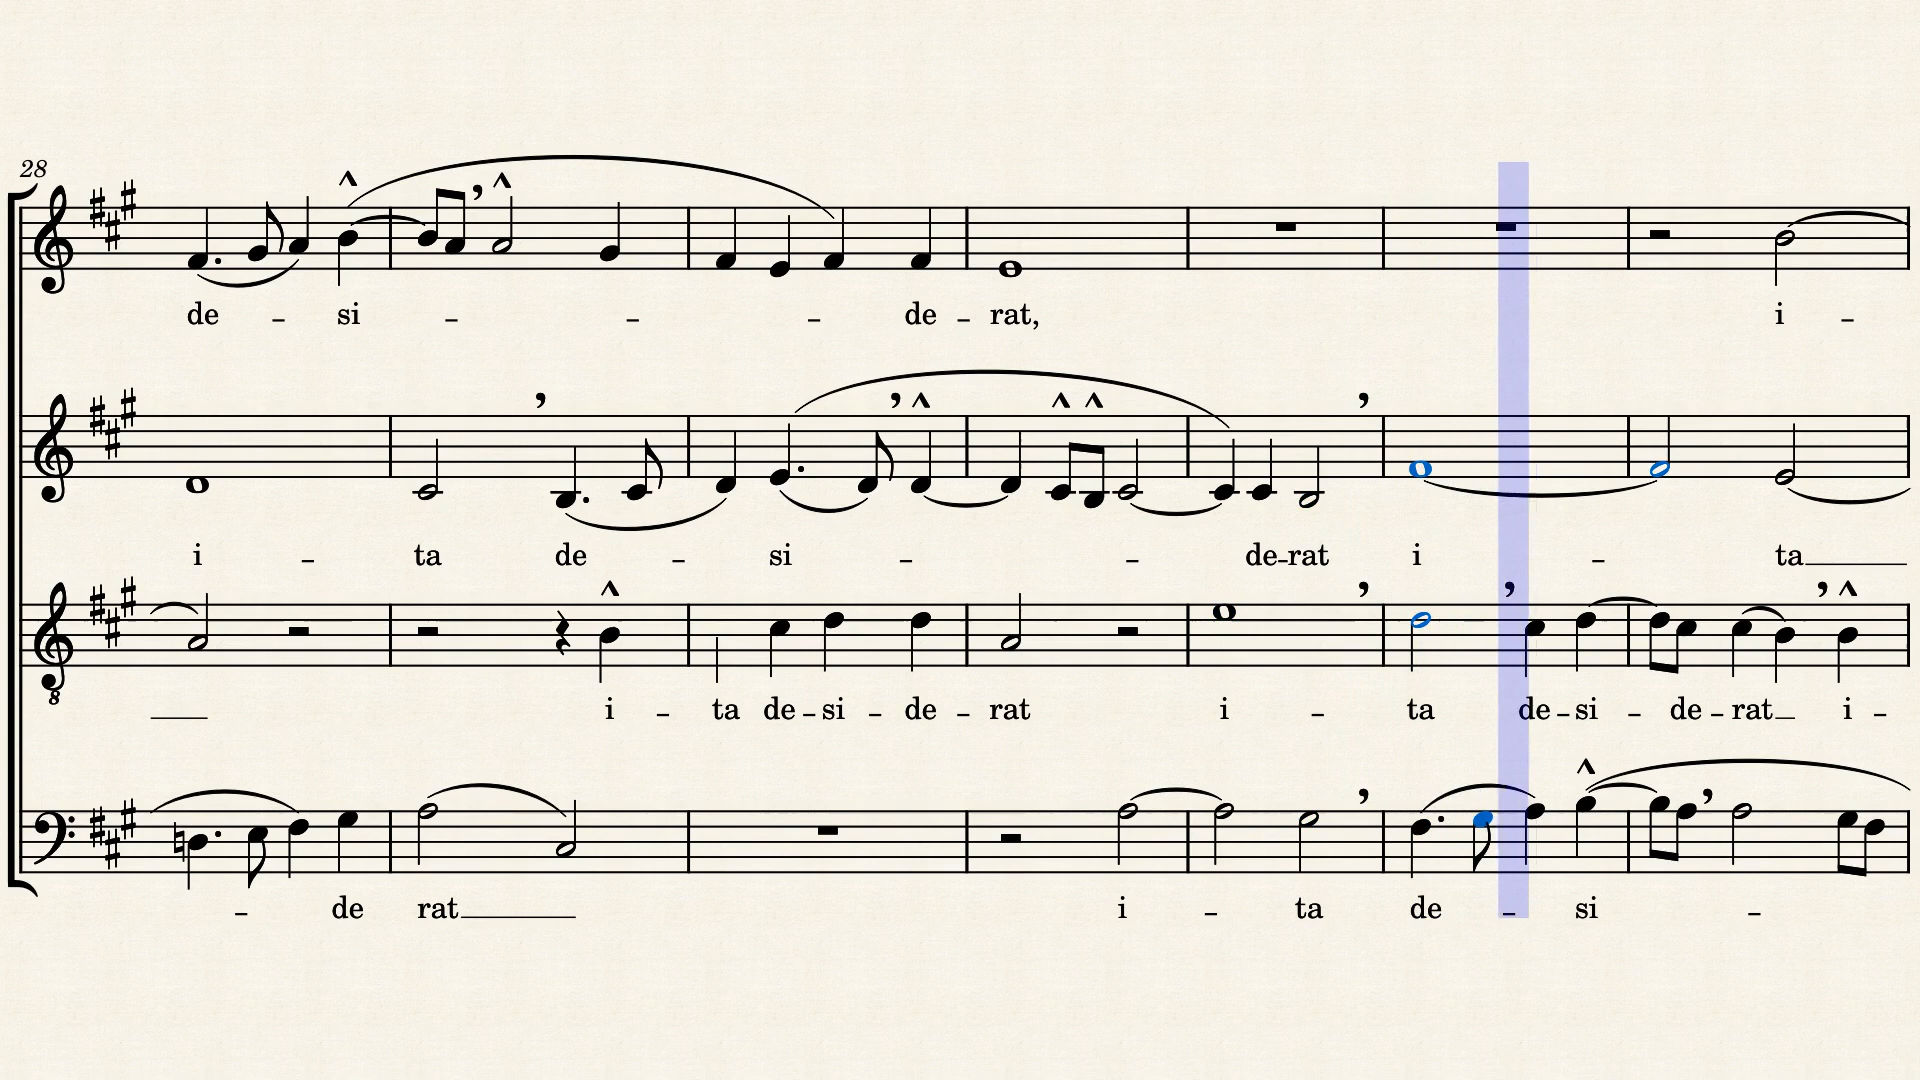 28
de - si - - - de - rat, i -
i - ta de - si - - de-rat i - ta
8
i - ta de - si - de - rat i - ta de - si - de - rat i -
- de rat i - ta de - si -